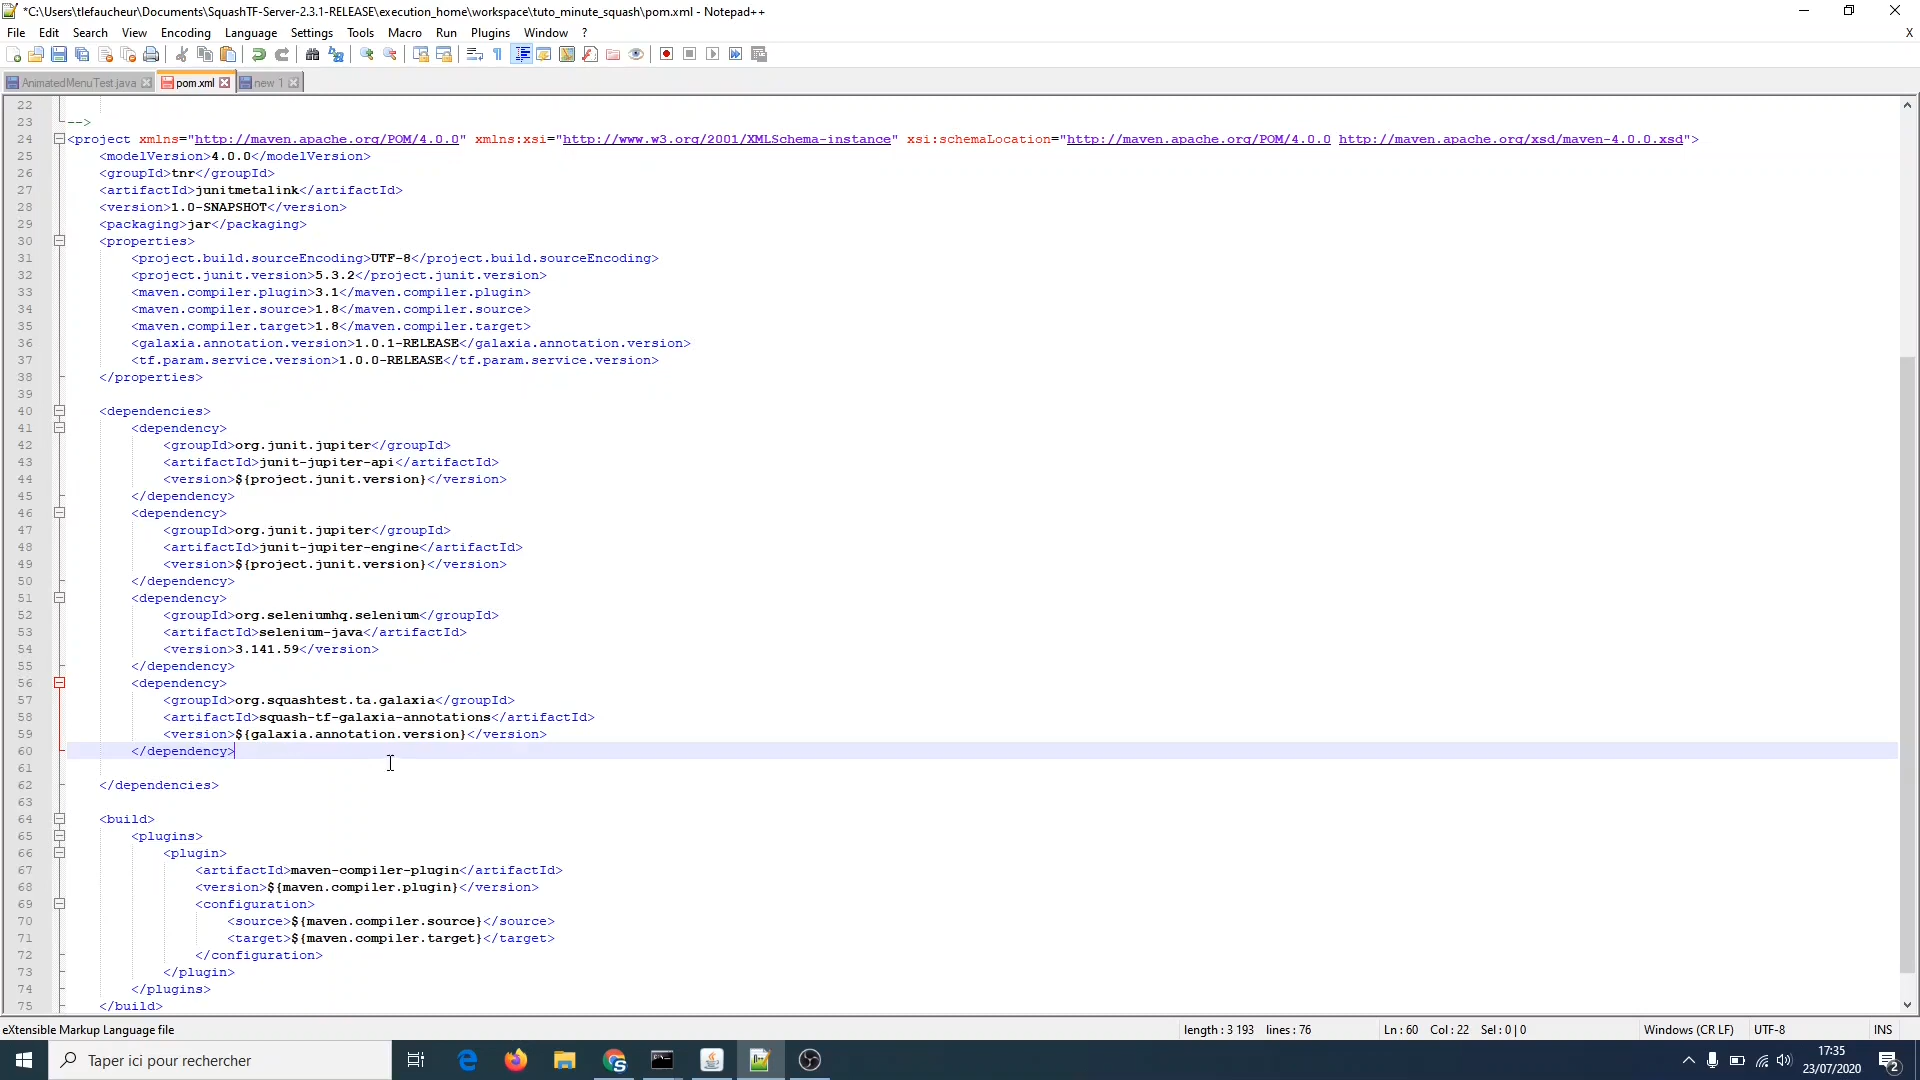 *C:\Users\tlefaucheur\Documents\SquashTF-Server-2.3.1-RELEASE\execution_home\workspace\tuto_minute_squash\pom.xml - Notepad++
File Edit Search View Encoding Language Settings Tools Macro Run Plugins Window ? X
AnimatedMenuTest.java pom.xml new 1
22
23 -->
24 <project xmlns="http://maven.apache.org/POM/4.0.0" xmlns:xsi="http://www.w3.org/2001/XMLSchema-instance" xsi:schemaLocation="http://maven.apache.org/POM/4.0.0 http://maven.apache.org/xsd/maven-4.0.0.xsd">
25 <modelVersion>4.0.0</modelVersion>
26 <groupId>tnr</groupId>
27 <artifactId>junitmetalink</artifactId>
28 <version>1.0-SNAPSHOT</version>
29 <packaging>jar</packaging>
30 <properties>
31 <project.build.sourceEncoding>UTF-8</project.build.sourceEncoding>
32 <project.junit.version>5.3.2</project.junit.version>
33 <maven.compiler.plugin>3.1</maven.compiler.plugin>
34 <maven.compiler.source>1.8</maven.compiler.source>
35 <maven.compiler.target>1.8</maven.compiler.target>
36 <galaxia.annotation.version>1.0.1-RELEASE</galaxia.annotation.version>
37 <tf.param.service.version>1.0.0-RELEASE</tf.param.service.version>
38 </properties>
39
40 <dependencies>
41 <dependency>
42 <groupId>org.junit.jupiter</groupId>
43 <artifactId>junit-jupiter-api</artifactId>
44 <version>${project.junit.version}</version>
45 </dependency>
46 <dependency>
47 <groupId>org.junit.jupiter</groupId>
48 <artifactId>junit-jupiter-engine</artifactId>
49 <version>${project.junit.version}</version>
50 </dependency>
51 <dependency>
52 <groupId>org.seleniumhq.selenium</groupId>
53 <artifactId>selenium-java</artifactId>
54 <version>3.141.59</version>
55 </dependency>
56 <dependency>
57 <groupId>org.squashtest.ta.galaxia</groupId>
58 <artifactId>squash-tf-galaxia-annotations</artifactId>
59 <version>${galaxia.annotation.version}</version>
60 </dependency>
61
62 </dependencies>
63
64 <build>
65 <plugins>
66 <plugin>
67 <artifactId>maven-compiler-plugin</artifactId>
68 <version>${maven.compiler.plugin}</version>
69 <configuration>
70 <source>${maven.compiler.source}</source>
71 <target>${maven.compiler.target}</target>
72 </configuration>
73 </plugin>
74 </plugins>
75 </build>
eXtensible Markup Language file length : 3 193 lines : 76 Ln : 60 Col : 22 Sel : 0 | 0 Windows (CR LF) UTF-8 INS
Taper ici pour rechercher
17:35
23/07/2020
2